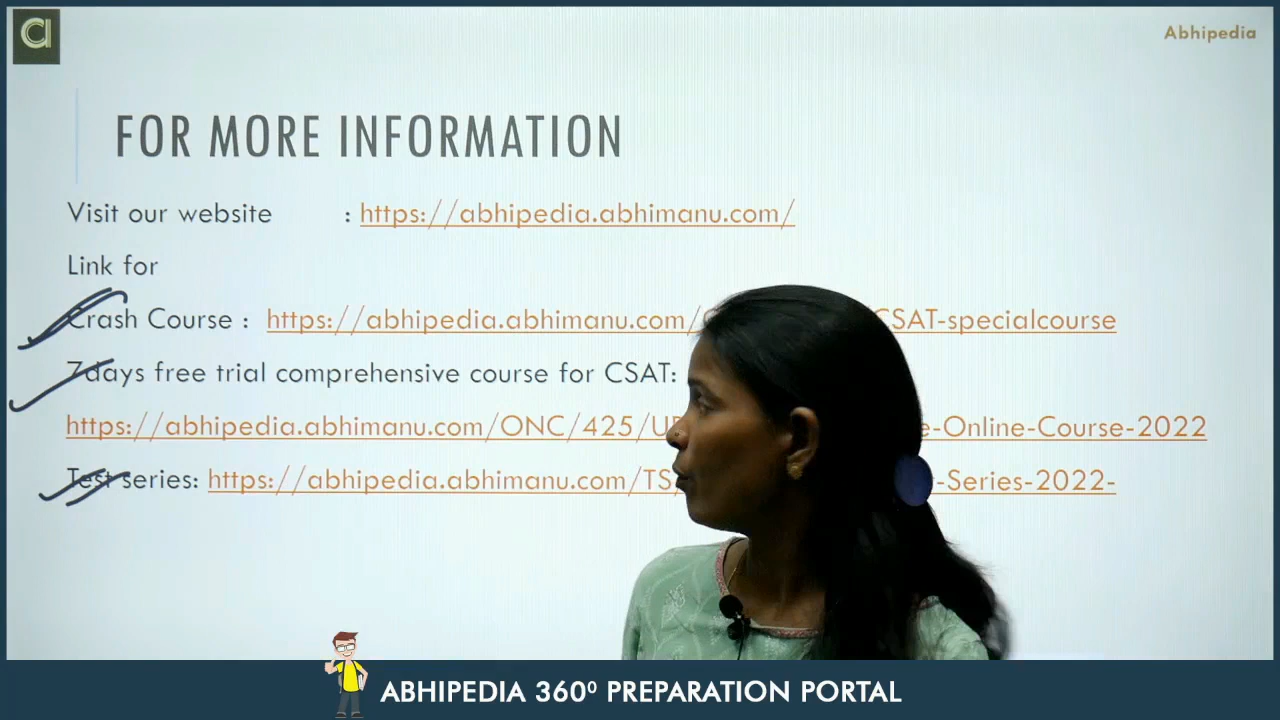 Abhipedia
FOR MORE INFORMATION
Visit our website : https://abhipedia.abhimanu.com/
Link for
Crash Course : https://abhipedia.abhimanu.com/ CSAT-specialcourse
7days free trial comprehensive course for CSAT:
https://abhipedia.abhimanu.com/ONC/425/U e-Online-Course-2022
Test series: https://abhipedia.abhimanu.com/TS -Series-2022-
ABHIPEDIA 360⁰ PREPARATION PORTAL